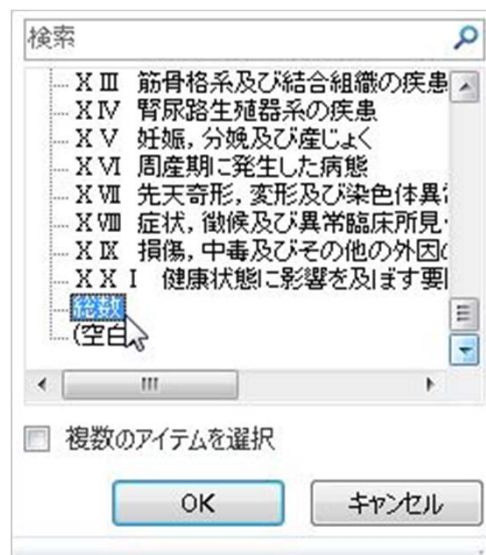 検索
XⅢ 筋骨格系及び結合組織の疾患
XⅣ 腎尿路生殖器系の疾患
XⅤ 妊娠，分娩及び産じょく
XⅥ 周産期に発生した病態
XⅦ 先天奇形，変形及び染色体異
XⅧ 症状，徴候及び異常臨床所見・
XⅨ 損傷，中毒及びその他の外因
XXⅠ 健康状態に影響を及ぼす要
総数
(空白
複数のアイテムを選択
OK キャンセル